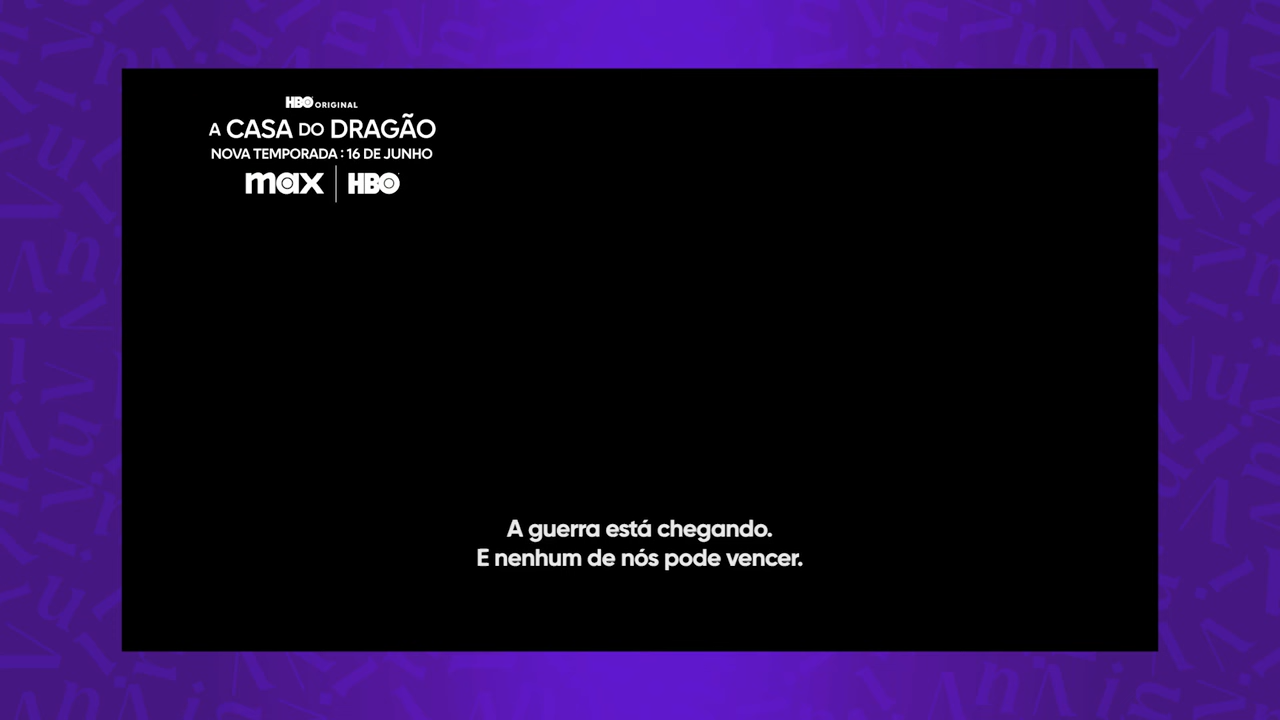 HBO ORIGINAL
A CASA DO DRAGÃO
NOVA TEMPORADA : 16 DE JUNHO
max | HBO
A guerra está chegando.
E nenhum de nós pode vencer.